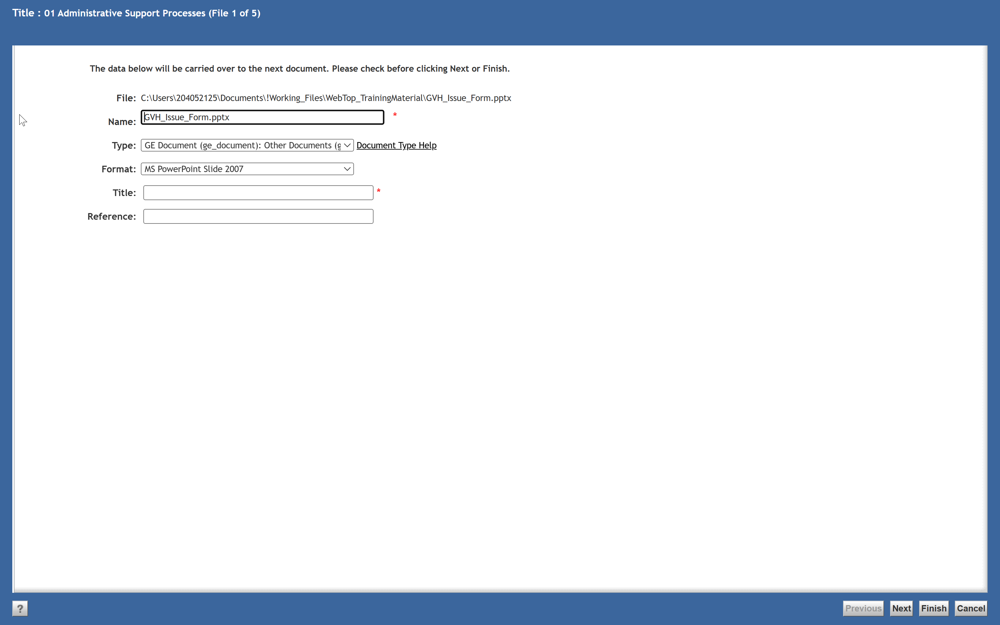 Title : 01 Administrative Support Processes (File 1 of 5)
The data below will be carried over to the next document. Please check before clicking Next or Finish.
File: C:\Users\204052125\Documents\!Working_Files\WebTop_TrainingMaterial\GVH_Issue_Form.pptx
Name: GVH_Issue_Form.pptx *
Type: GE Document (ge_document): Other Documents (g Document Type Help
Format: MS PowerPoint Slide 2007
Title: *
Reference:
? Previous Next Finish Cancel